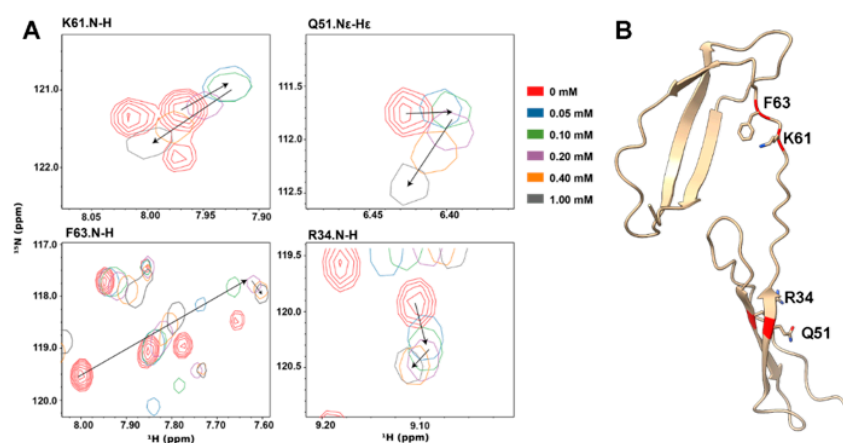 A
K61.N-H
Q51.Nε-Hε
B
121.0
122.0
8.05
8.00
7.95
7.90
111.5
112.0
112.5
6.45
6.40
0 mM
0.05 mM
0.10 mM
0.20 mM
0.40 mM
1.00 mM
F63
K61
R34
Q51
¹⁵N (ppm)
F63.N-H
R34.N-H
117.0
118.0
119.0
120.0
8.00
7.90
7.80
7.70
7.60
¹H (ppm)
119.5
120.0
120.5
9.20
9.10
¹H (ppm)